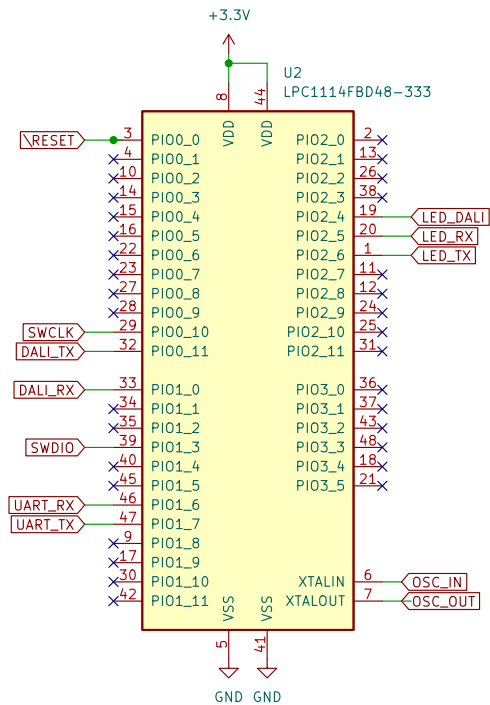 +3.3V
U2
LPC1114FBD48-333
8
44
VDD
VDD
\RESET 3 PIO0_0 PIO2_0 2
4 PIO0_1 PIO2_1 13
10 PIO0_2 PIO2_2 26
14 PIO0_3 PIO2_3 38
15 PIO0_4 PIO2_4 19 LED_DALI
16 PIO0_5 PIO2_5 20 LED_RX
22 PIO0_6 PIO2_6 1 LED_TX
23 PIO0_7 PIO2_7 11
27 PIO0_8 PIO2_8 12
28 PIO0_9 PIO2_9 24
SWCLK 29 PIO0_10 PIO2_10 25
DALI_TX 32 PIO0_11 PIO2_11 31
DALI_RX 33 PIO1_0 PIO3_0 36
34 PIO1_1 PIO3_1 37
35 PIO1_2 PIO3_2 43
SWDIO 39 PIO1_3 PIO3_3 48
40 PIO1_4 PIO3_4 18
45 PIO1_5 PIO3_5 21
UART_RX 46 PIO1_6
UART_TX 47 PIO1_7
9 PIO1_8
17 PIO1_9
30 PIO1_10 XTALIN 6 OSC_IN
42 PIO1_11 XTALOUT 7 OSC_OUT
VSS
VSS
5
41
GND GND